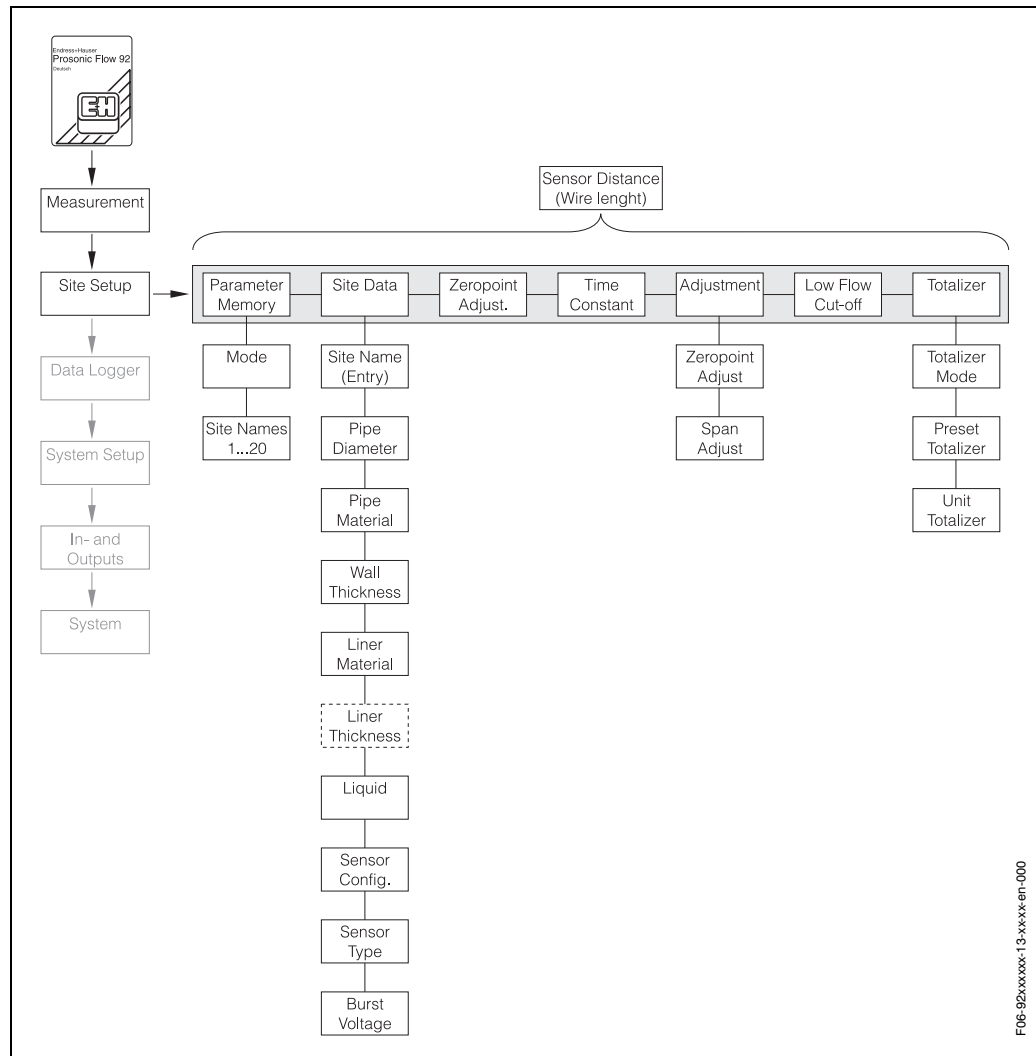 Endress+Hauser
Prosonic Flow 92
Deutsch
EH
Measurement
Sensor Distance
(Wire lenght)
Site Setup
Parameter
Memory
Site Data
Zeropoint
Adjust.
Time
Constant
Adjustment
Low Flow
Cut-off
Totalizer
Data Logger
System Setup
In- and
Outputs
System
Mode
Site Names
1...20
Site Name
(Entry)
Pipe
Diameter
Pipe
Material
Wall
Thickness
Liner
Material
Liner
Thickness
Liquid
Sensor
Config.
Sensor
Type
Burst
Voltage
Zeropoint
Adjust
Span
Adjust
Totalizer
Mode
Preset
Totalizer
Unit
Totalizer
F06-92xxxxxx-13-xx-xx-en-000